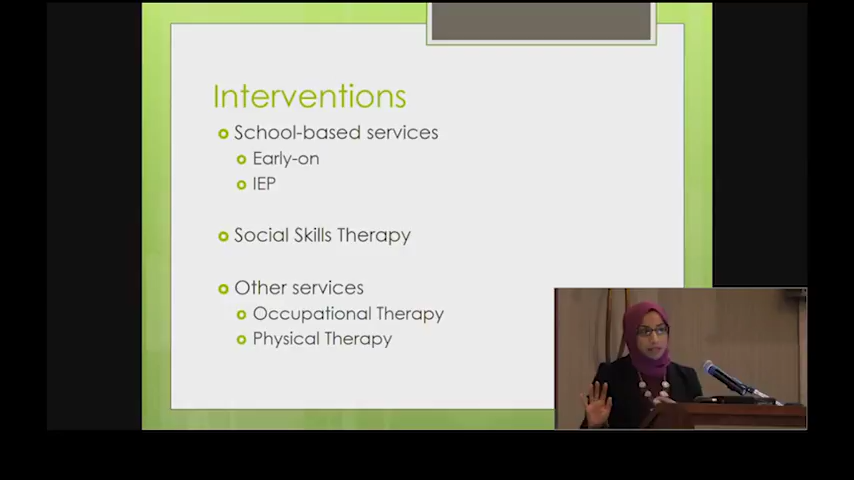 Interventions
School-based services
Early-on
IEP
Social Skills Therapy
Other services
Occupational Therapy
Physical Therapy